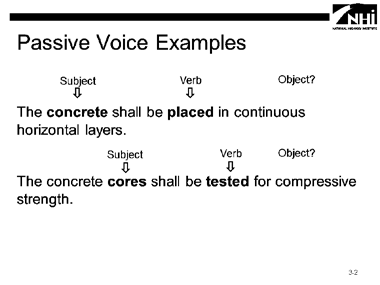 NHI
NATIONAL HIGHWAY INSTITUTE
Passive Voice Examples
Subject Verb Object?
The concrete shall be placed in continuous
horizontal layers.
Subject Verb Object?
The concrete cores shall be tested for compressive
strength.
3-2